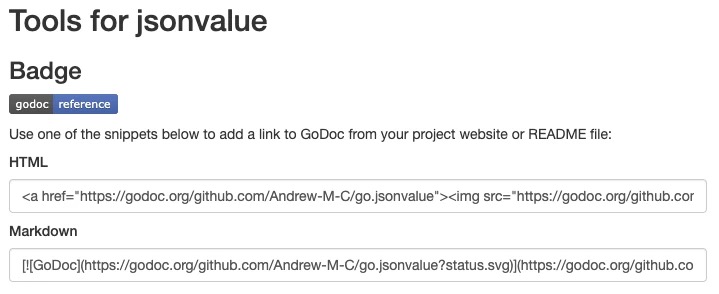 Tools for jsonvalue
Badge
godoc reference
Use one of the snippets below to add a link to GoDoc from your project website or README file:
HTML
<a href="https://godoc.org/github.com/Andrew-M-C/go.jsonvalue"><img src="https://godoc.org/github.cor
Markdown
[![GoDoc](https://godoc.org/github.com/Andrew-M-C/go.jsonvalue?status.svg)](https://godoc.org/github.co